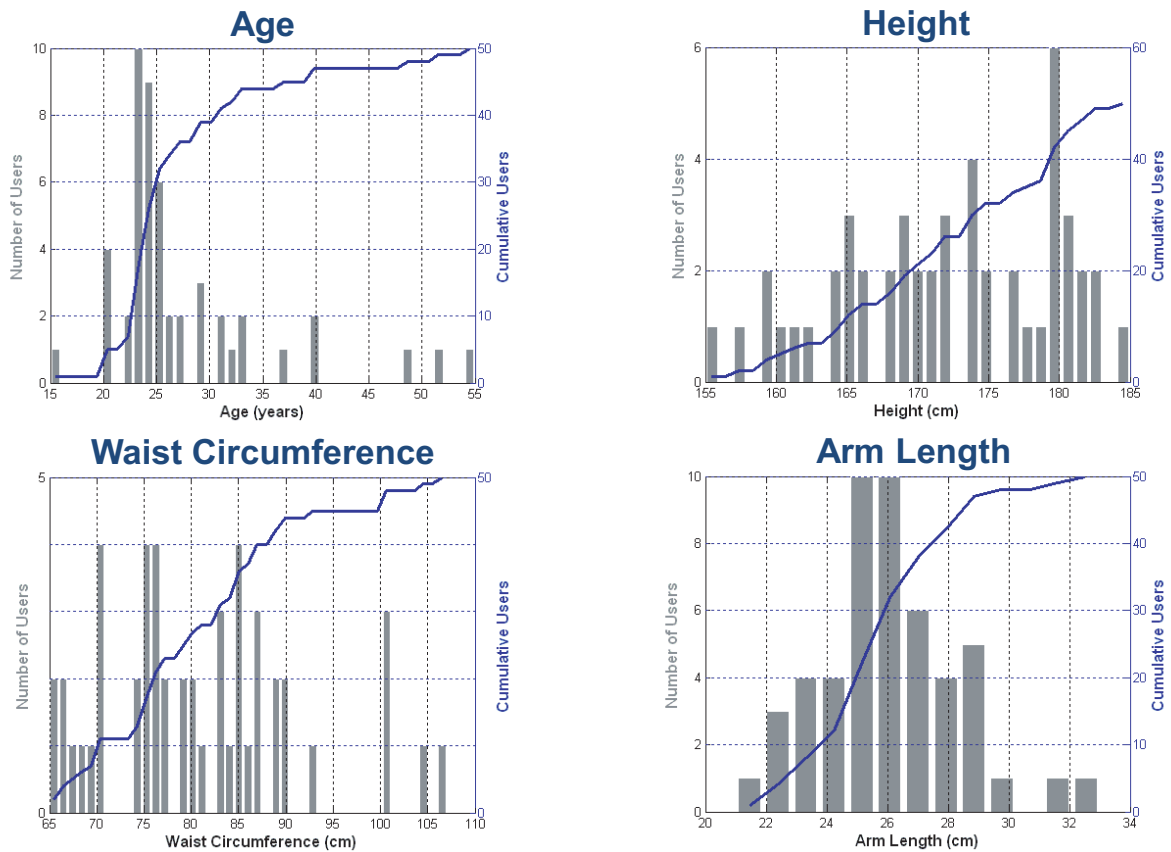 Age
10
8
6
4
2
0
Number of Users
50
40
30
20
10
0
Cumulative Users
15 20 25 30 35 40 45 50 55
Age (years)
Height
6
4
2
0
Number of Users
60
40
20
0
Cumulative Users
155 160 165 170 175 180 185
Height (cm)
Waist Circumference
5
0
Number of Users
50
0
Cumulative Users
65 70 75 80 85 90 95 100 105 110
Waist Circumference (cm)
Arm Length
10
8
6
4
2
0
Number of Users
50
40
30
20
10
0
Cumulative Users
20 22 24 26 28 30 32 34
Arm Length (cm)